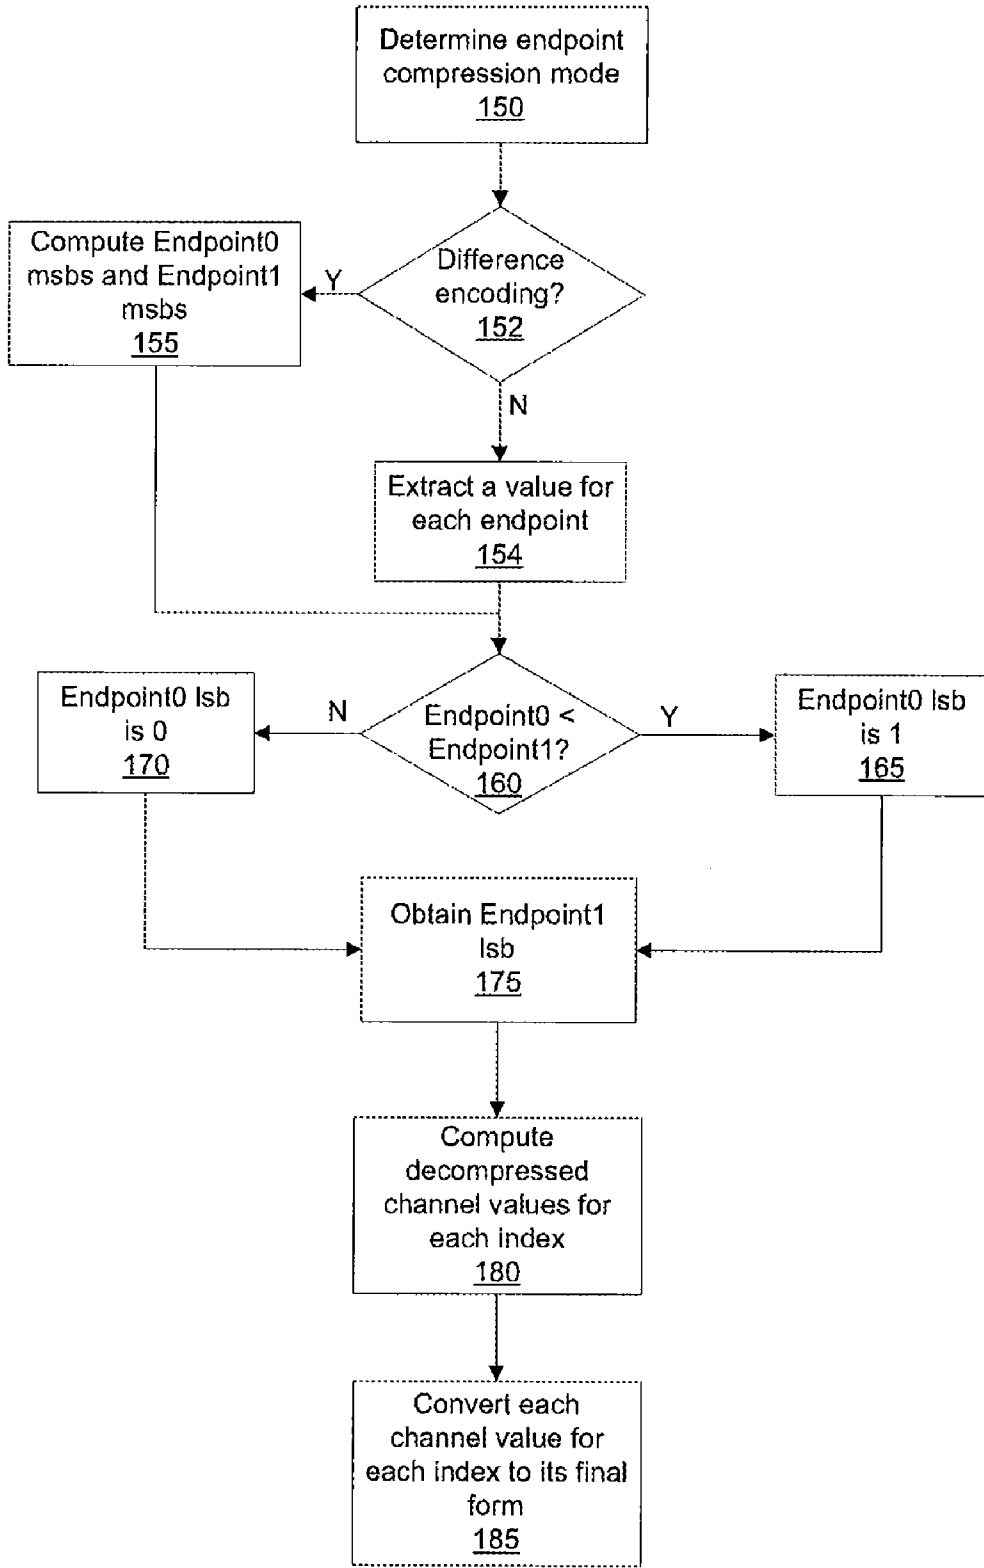 Determine endpoint
compression mode
150
Compute Endpoint0
msbs and Endpoint1
msbs
155
Y
Difference
encoding?
152
N
Extract a value for
each endpoint
154
Endpoint0 lsb
is 0
170
N
Endpoint0 <
Endpoint1?
160
Y
Endpoint0 lsb
is 1
165
Obtain Endpoint1
lsb
175
Compute
decompressed
channel values for
each index
180
Convert each
channel value for
each index to its final
form
185